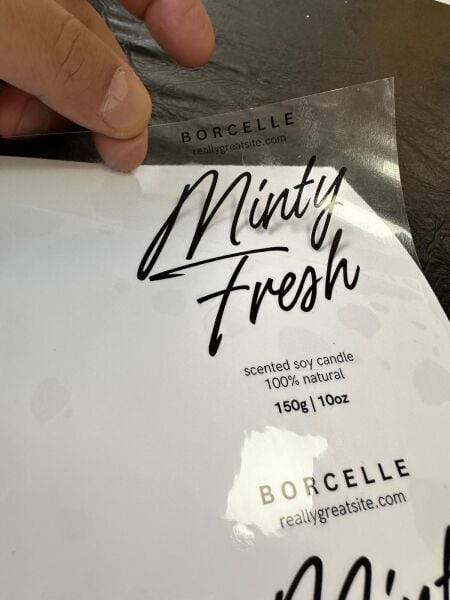 BORCELLE
reallygreatsite.com
Minty
Fresh
scented soy candle
100% natural
150g | 10oz
BORCELLE
reallygreatsite.com